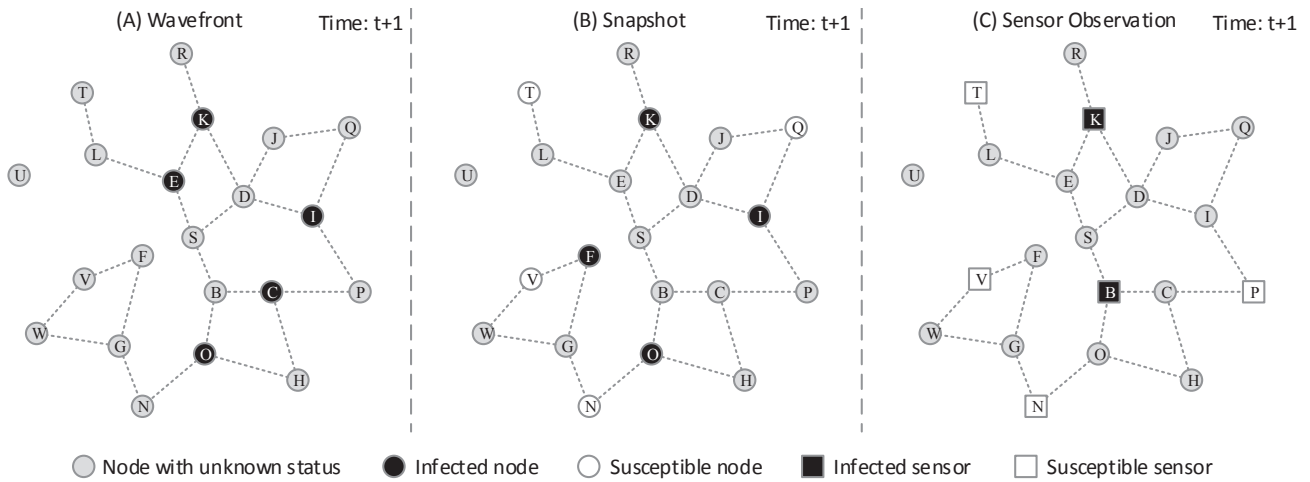 (A) Wavefront Time: t+1 (B) Snapshot Time: t+1 (C) Sensor Observation Time: t+1
R R R
T T T
K K K
J Q J Q J Q
L L L
U E U E U E
D D D
I I I
S S S
F F F
V V V
B C P B C P B C P
W G W G W G
O O O
H H H
N N N
Node with unknown status Infected node Susceptible node Infected sensor Susceptible sensor